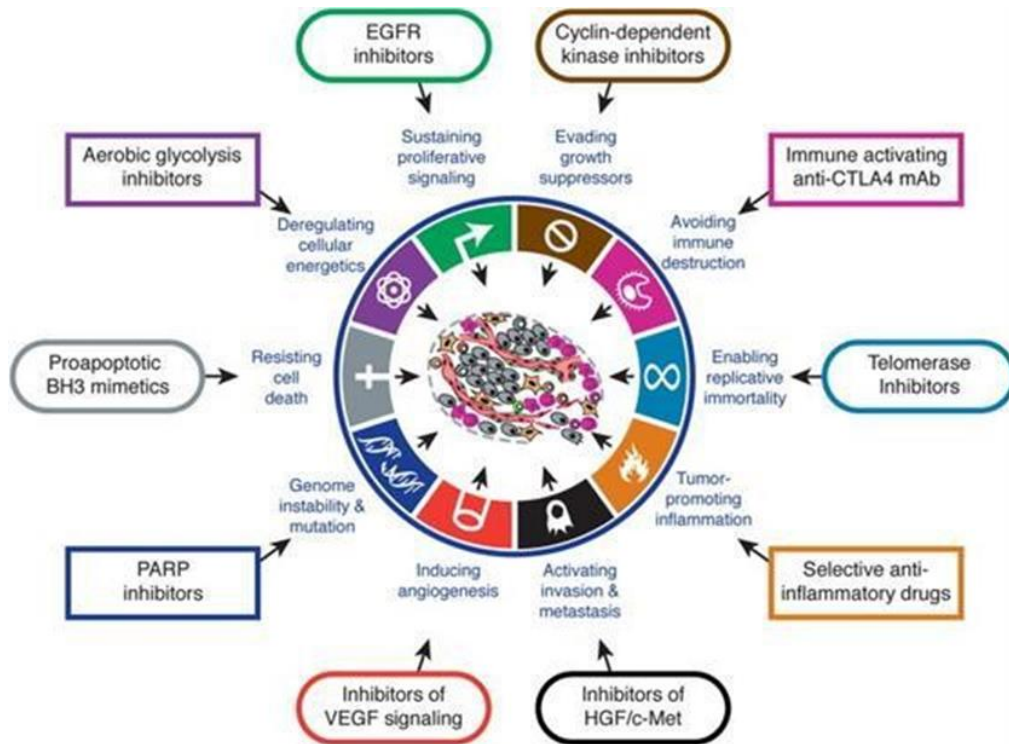 EGFR
inhibitors
Cyclin-dependent
kinase inhibitors
Sustaining
proliferative
signaling
Evading
growth
suppressors
Aerobic glycolysis
inhibitors
Immune activating
anti-CTLA4 mAb
Deregulating
cellular
energetics
Avoiding
immune
destruction
Proapoptotic
BH3 mimetics
Resisting
cell
death
Enabling
replicative
immortality
Telomerase
Inhibitors
Genome
instability &
mutation
Tumor-
promoting
inflammation
PARP
inhibitors
Inducing
angiogenesis
Activating
invasion &
metastasis
Selective anti-
inflammatory drugs
Inhibitors of
VEGF signaling
Inhibitors of
HGF/c-Met